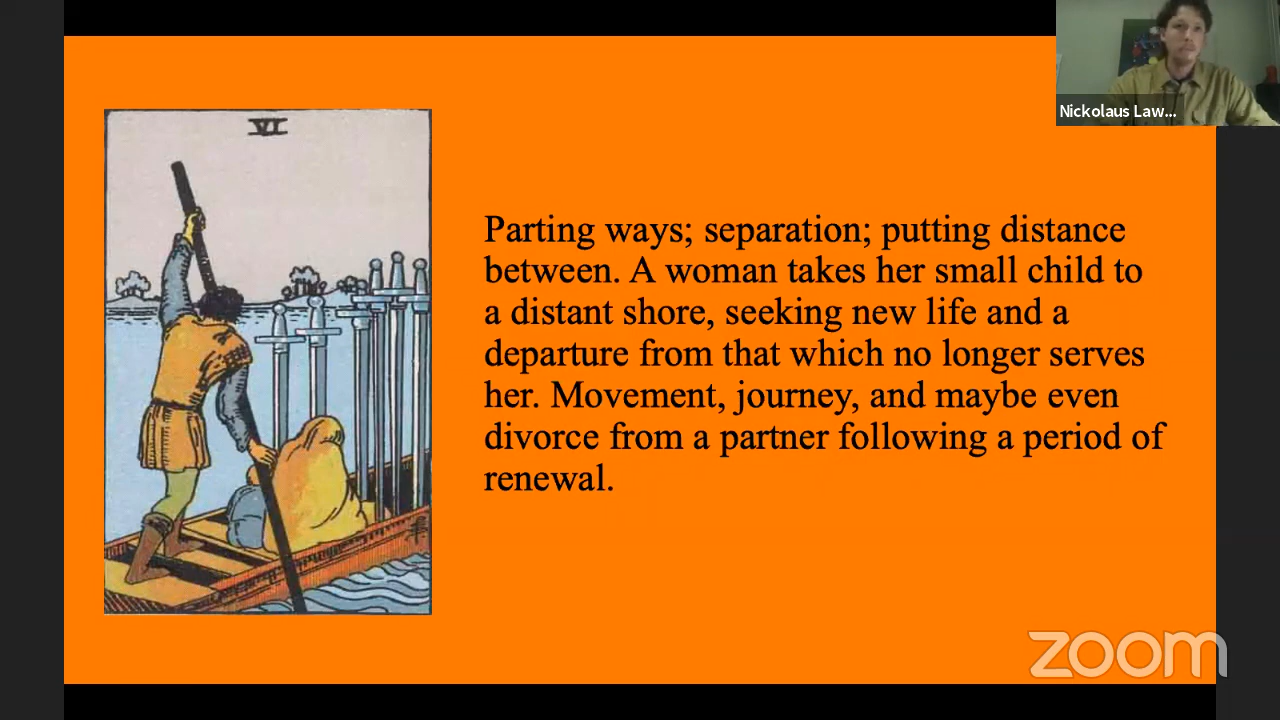 Nickolaus Law...
VI
Parting ways; separation; putting distance
between. A woman takes her small child to
a distant shore, seeking new life and a
departure from that which no longer serves
her. Movement, journey, and maybe even
divorce from a partner following a period of
renewal.
zoom